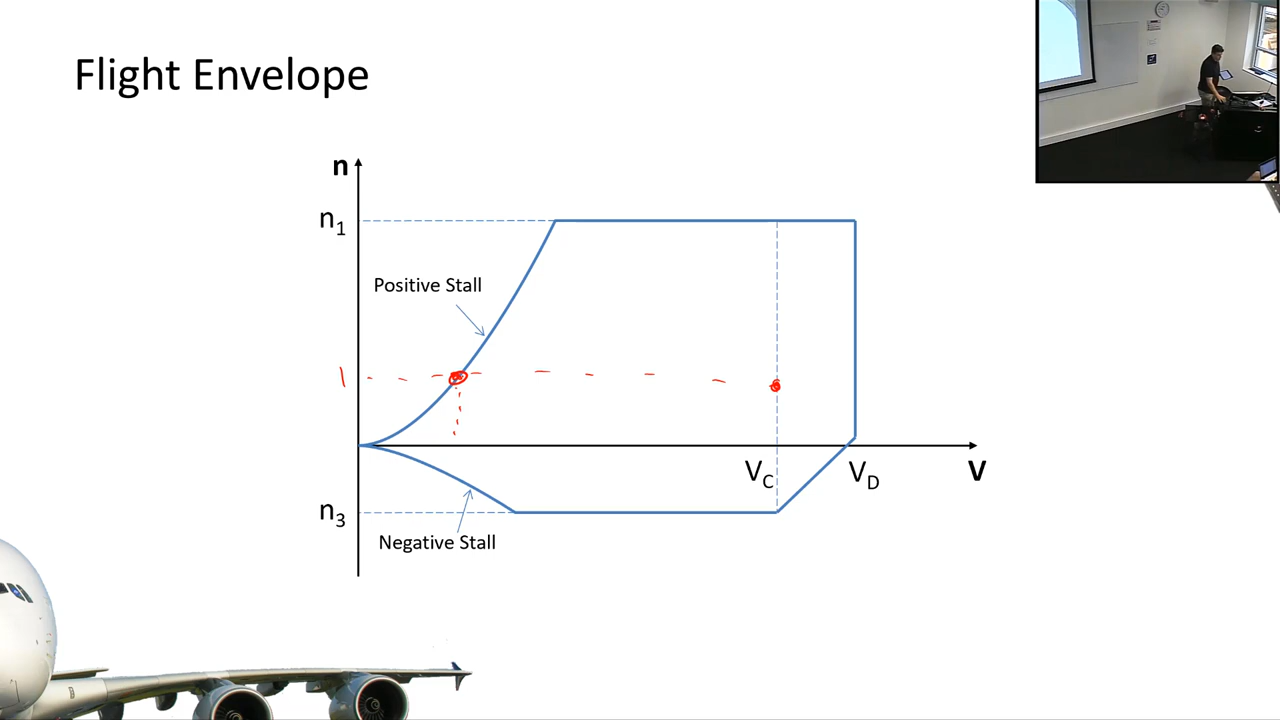 Flight Envelope
n
n1
Positive Stall
1
VC
VD
V
n3
Negative Stall